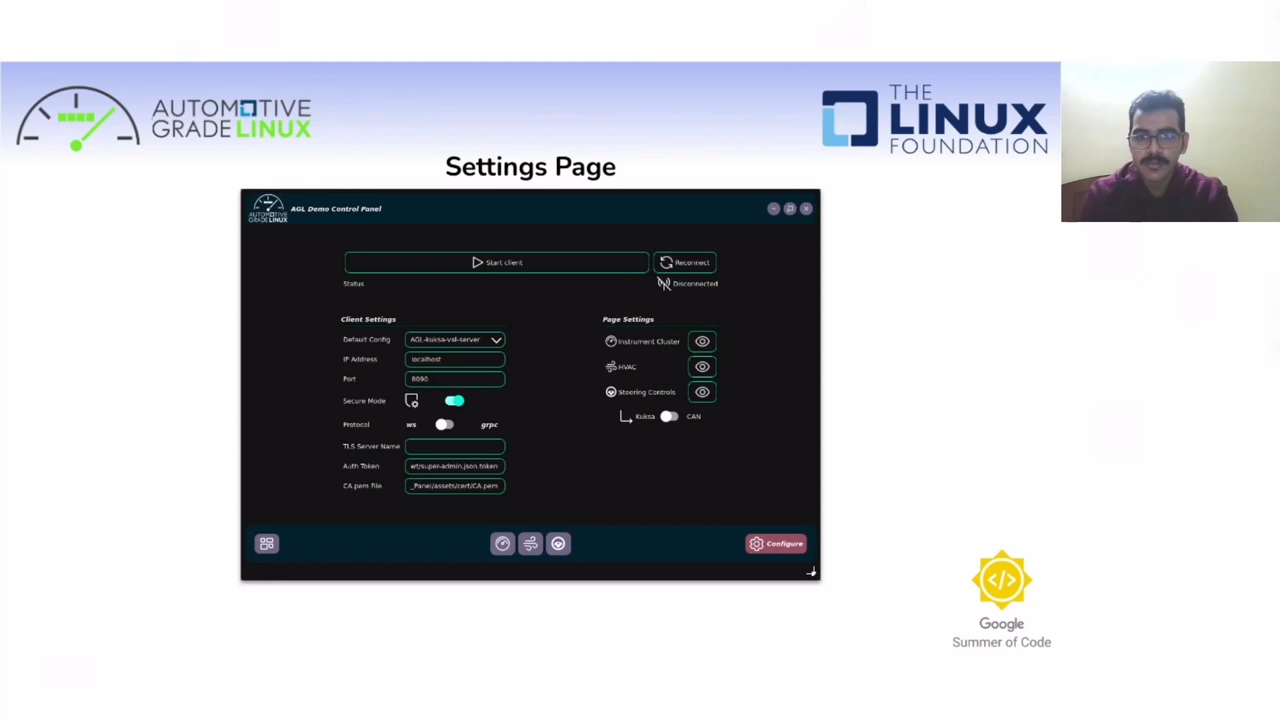 AUTOMOTIVE
GRADE LINUX
THE
LINUX
FOUNDATION
Settings Page
AUTOMOTIVE
GRADE LINUX
AGL Demo Control Panel
Start client
Reconnect
Status
Disconnected
Client Settings
Page Settings
Default Config
AGL-kuksa-val-server
Instrument Cluster
IP Address
localhost
HVAC
Port
8090
Steering Controls
Secure Mode
Kuksa
CAN
Protocol
ws
grpc
TLS Server Name
Auth Token
wt/super-admin.json.token
CA.pem File
_Panel/assets/cert/CA.pem
Configure
Google
Summer of Code